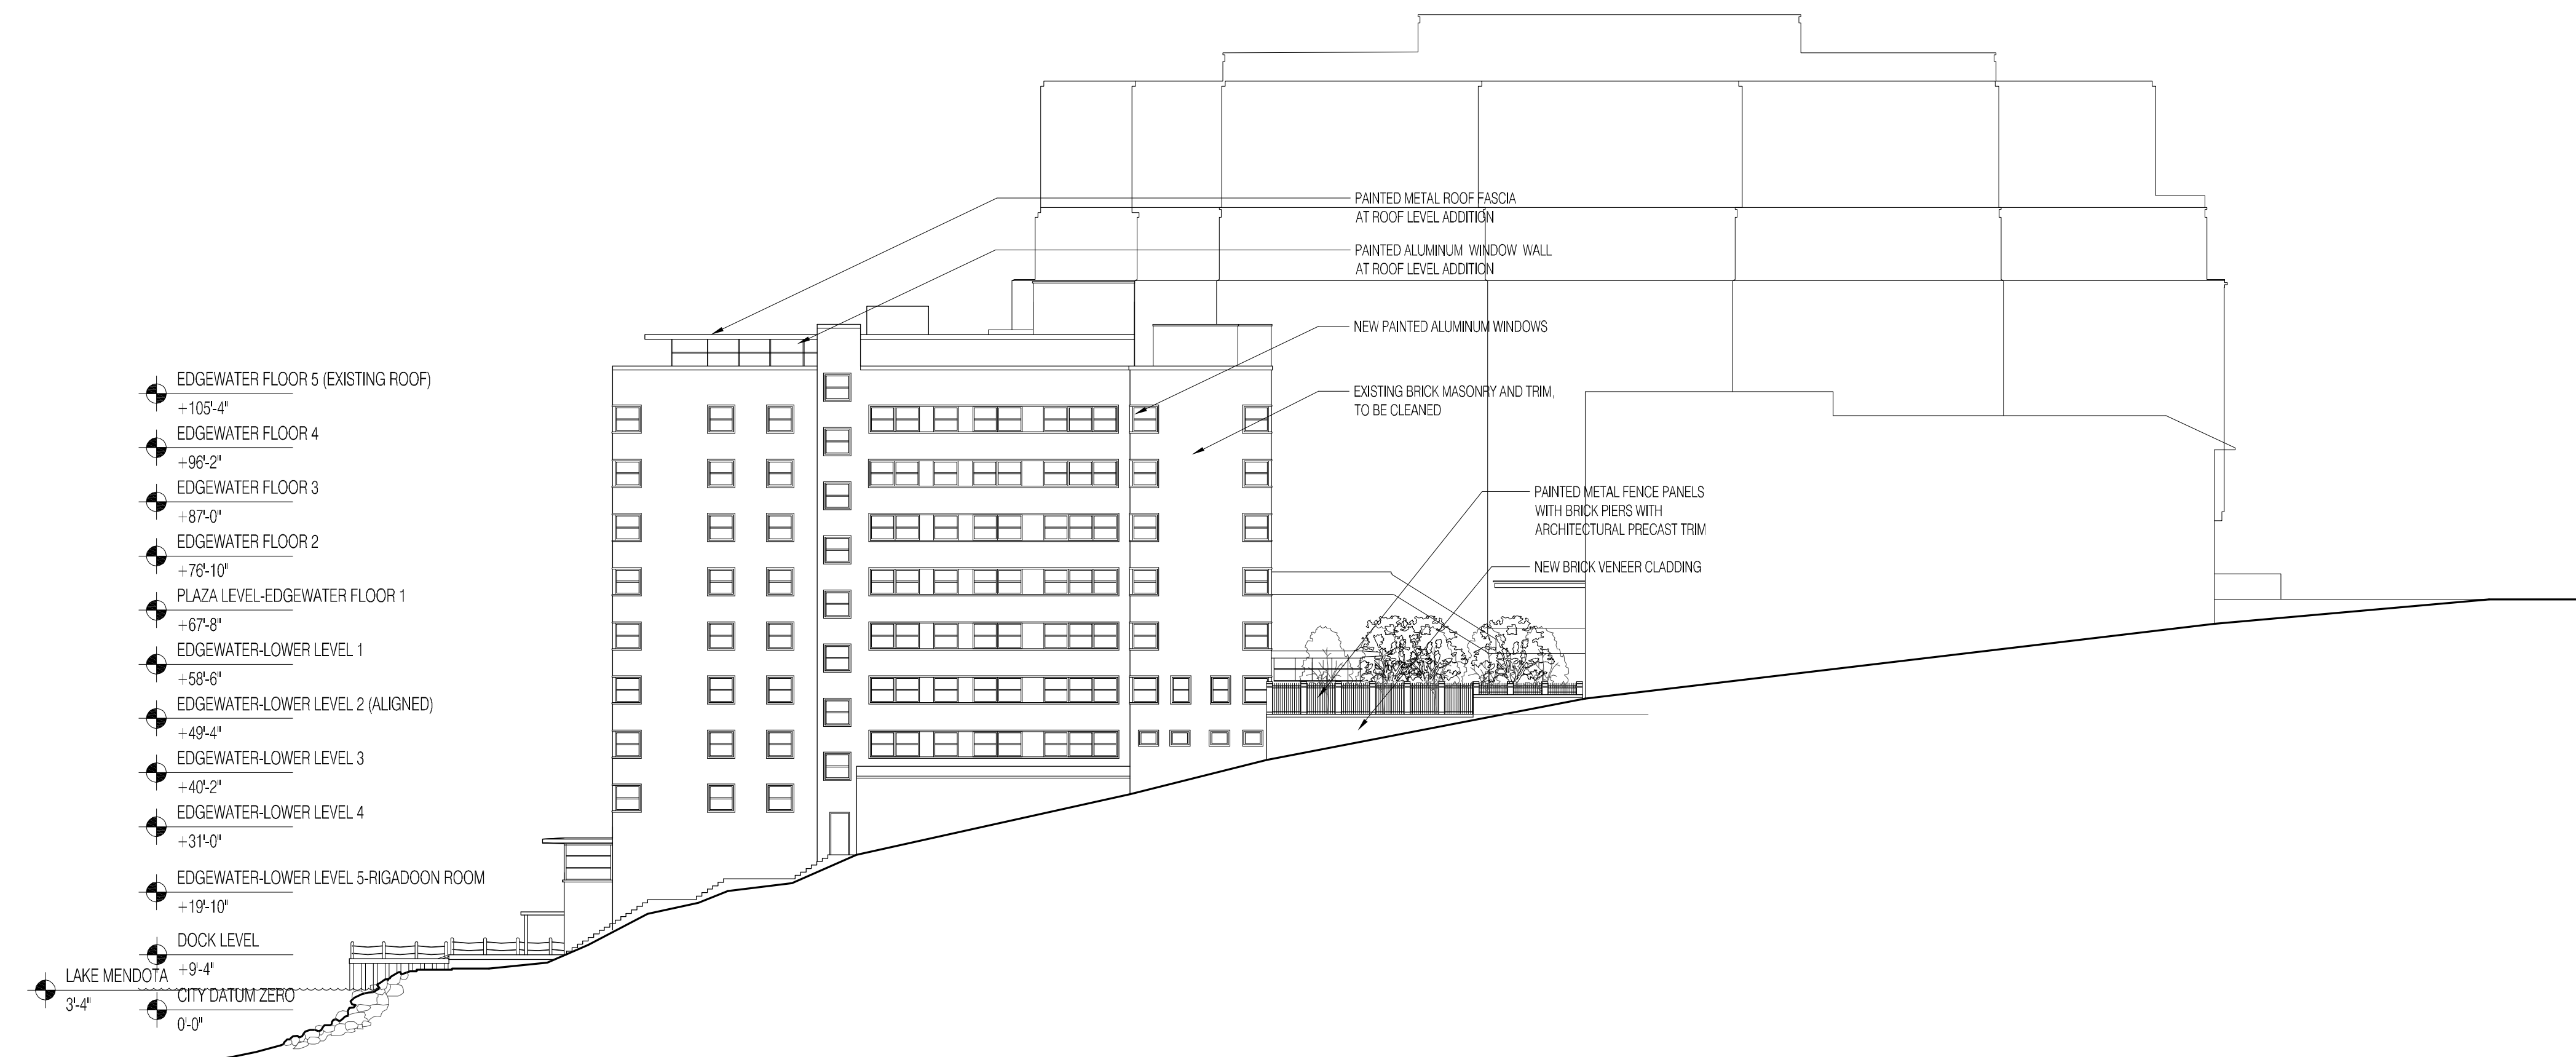 PAINTED METAL ROOF FASCIA
AT ROOF LEVEL ADDITION
PAINTED ALUMINUM WINDOW WALL
AT ROOF LEVEL ADDITION
NEW PAINTED ALUMINUM WINDOWS
EXISTING BRICK MASONRY AND TRIM,
TO BE CLEANED
PAINTED METAL FENCE PANELS
WITH BRICK PIERS WITH
ARCHITECTURAL PRECAST TRIM
NEW BRICK VENEER CLADDING
EDGEWATER FLOOR 5 (EXISTING ROOF)
+105'-4"
EDGEWATER FLOOR 4
+96'-2"
EDGEWATER FLOOR 3
+87'-0"
EDGEWATER FLOOR 2
+76'-10"
PLAZA LEVEL-EDGEWATER FLOOR 1
+67'-8"
EDGEWATER-LOWER LEVEL 1
+58'-6"
EDGEWATER-LOWER LEVEL 2 (ALIGNED)
+49'-4"
EDGEWATER-LOWER LEVEL 3
+40'-2"
EDGEWATER-LOWER LEVEL 4
+31'-0"
EDGEWATER-LOWER LEVEL 5-RIGADOON ROOM
+19'-10"
DOCK LEVEL
+9'-4"
LAKE MENDOTA
3'-4"
CITY DATUM ZERO
0'-0"